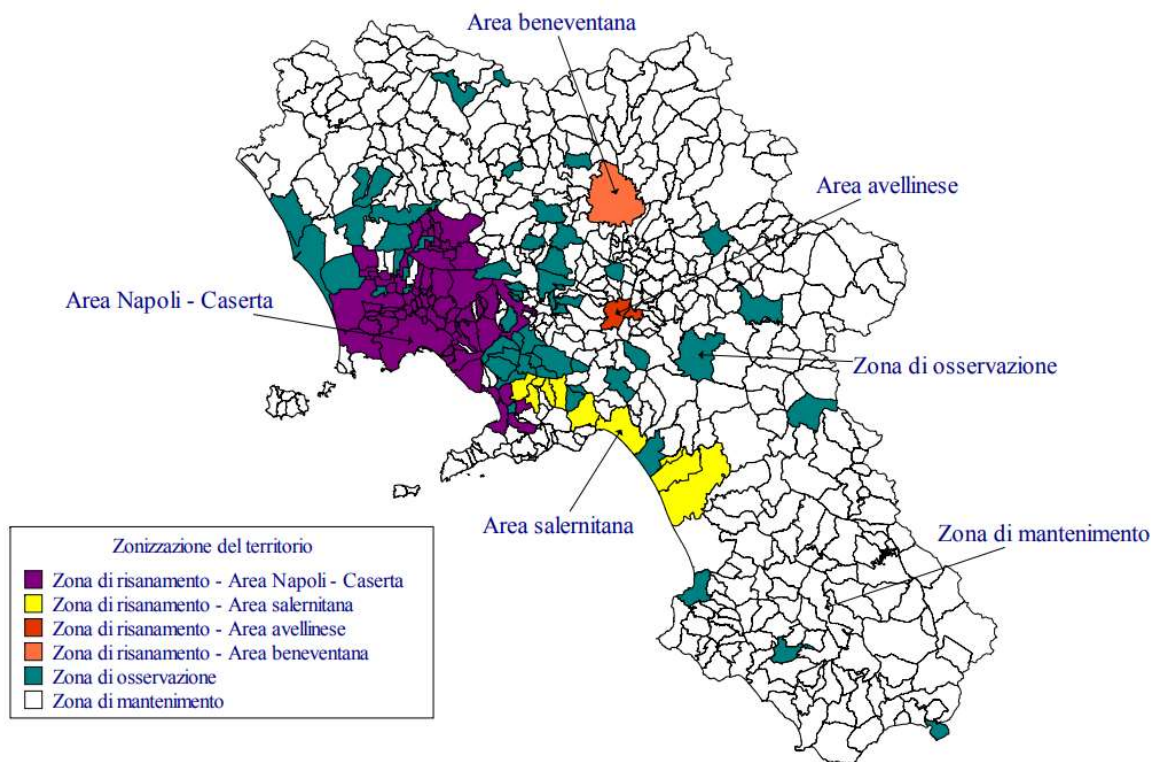 Area beneventana
Area avellinese
Area Napoli - Caserta
Zona di osservazione
Area salernitana
Zona di mantenimento
Zonizzazione del territorio
Zona di risanamento - Area Napoli - Caserta
Zona di risanamento - Area salernitana
Zona di risanamento - Area avellinese
Zona di risanamento - Area beneventana
Zona di osservazione
Zona di mantenimento